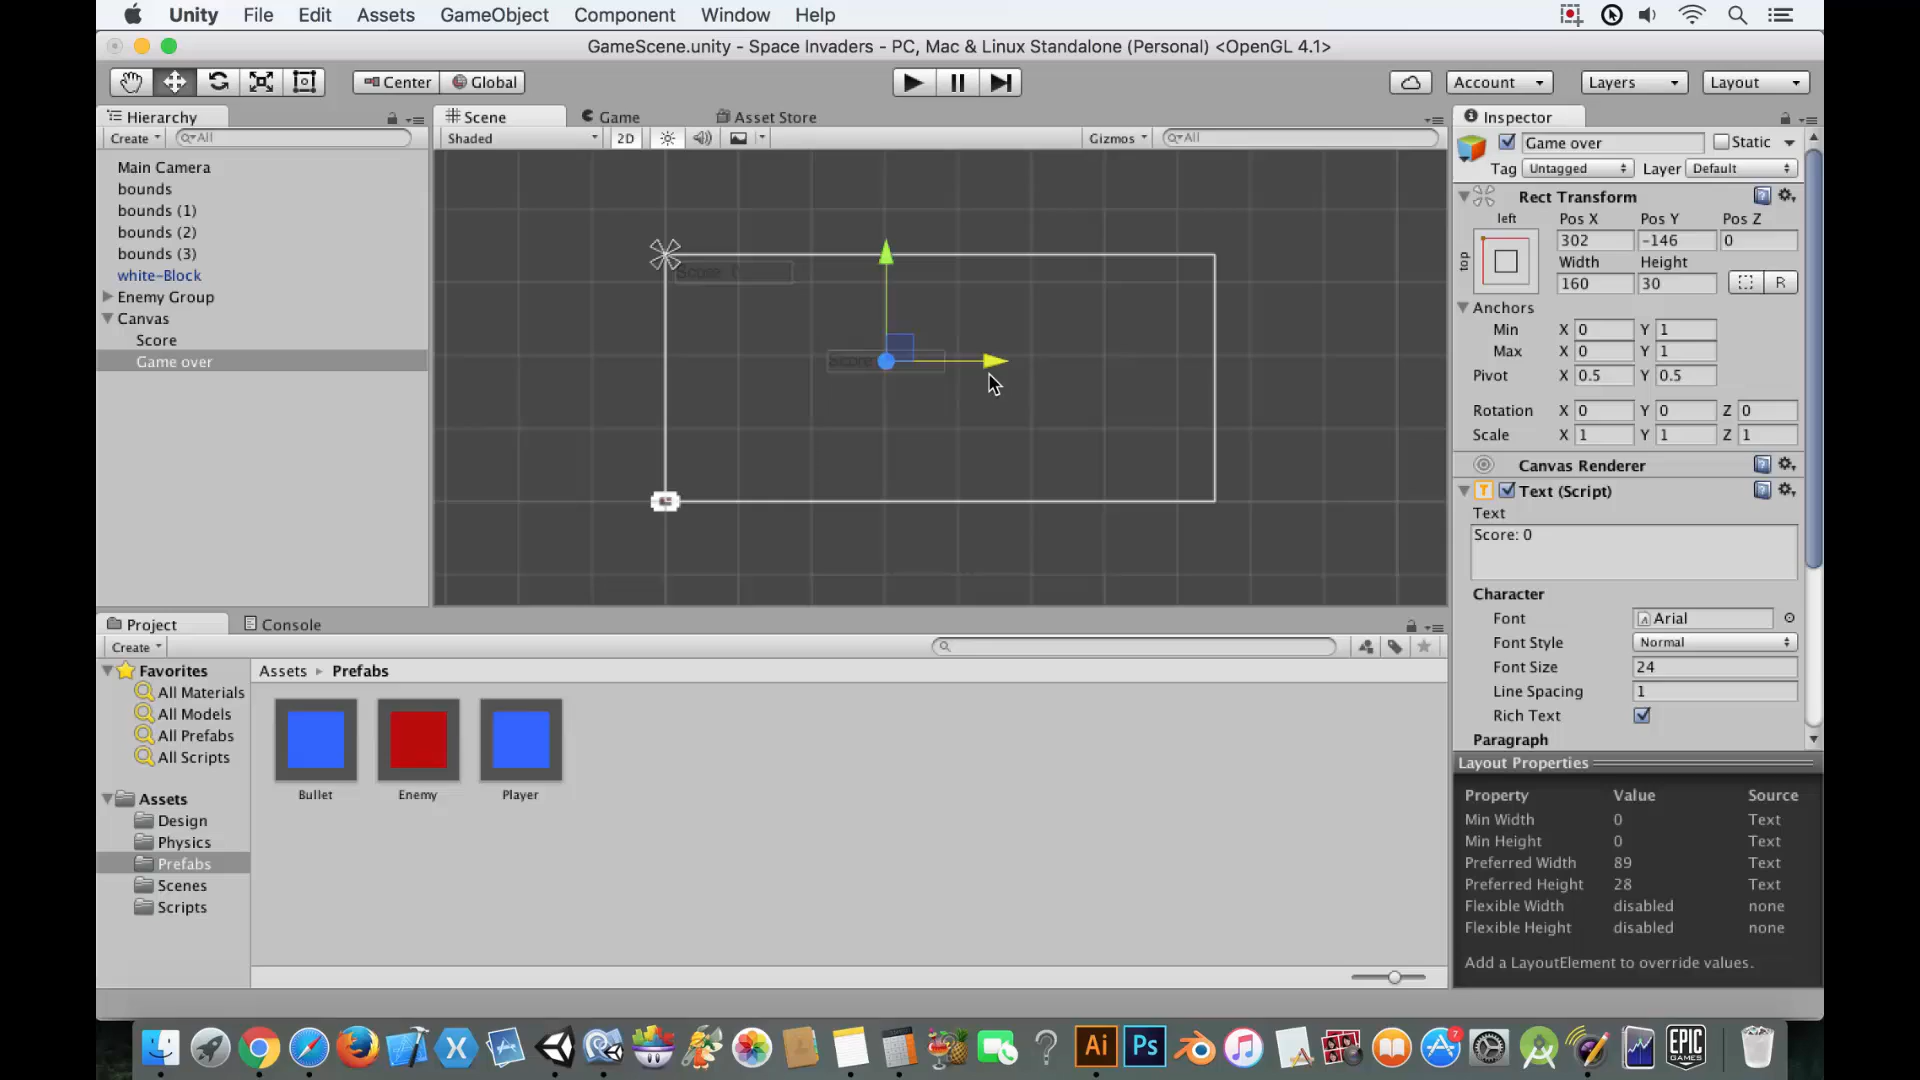 Unity File Edit Assets GameObject Component Window Help
GameScene.unity - Space Invaders - PC, Mac & Linux Standalone (Personal) <OpenGL 4.1>
Center Global Account Layers Layout
Hierarchy
Create All
Main Camera
bounds
bounds (1)
bounds (2)
bounds (3)
white-Block
Enemy Group
Canvas
Score
Game over
Scene Game Asset Store
Shaded 2D Gizmos All
Score: 0
Score:
Inspector
Game over Static
Tag Untagged Layer Default
Rect Transform
left Pos X Pos Y Pos Z
302 -146 0
top
Width Height
160 30 R
Anchors
Min X 0 Y 1
Max X 0 Y 1
Pivot X 0.5 Y 0.5
Rotation X 0 Y 0 Z 0
Scale X 1 Y 1 Z 1
Canvas Renderer
Text (Script)
Text
Score: 0
Character
Font Arial
Font Style Normal
Font Size 24
Line Spacing 1
Rich Text
Paragraph
Layout Properties
Property Value Source
Min Width 0 Text
Min Height 0 Text
Preferred Width 89 Text
Preferred Height 28 Text
Flexible Width disabled none
Flexible Height disabled none
Add a LayoutElement to override values.
Project Console
Create
Favorites
All Materials
All Models
All Prefabs
All Scripts
Assets
Design
Physics
Prefabs
Scenes
Scripts
Assets Prefabs
Bullet Enemy Player
Ai Ps 7 EPIC
GAMES